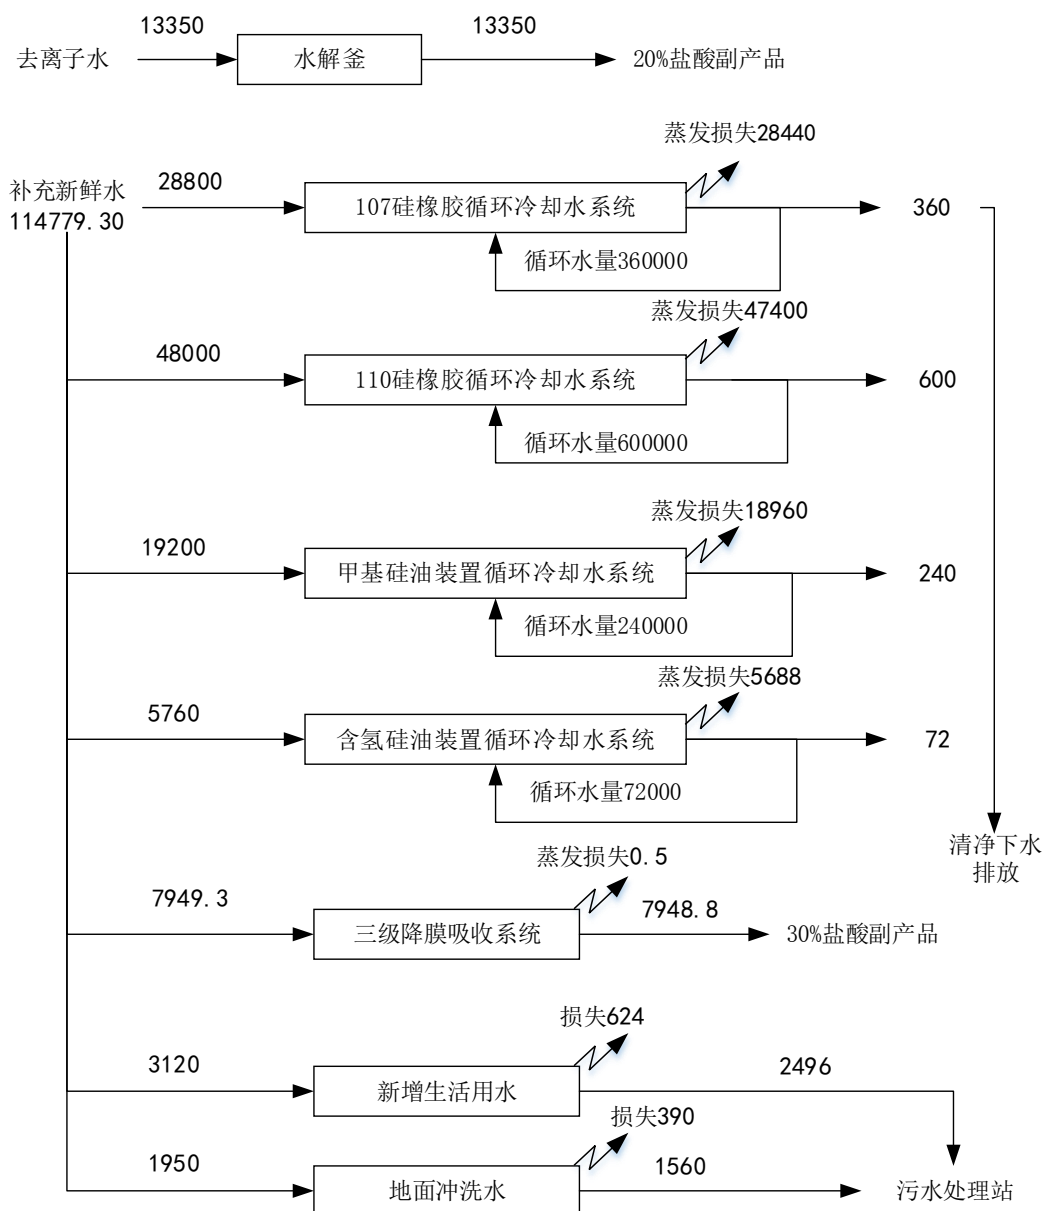 13350
13350
去离子水
水解釜
20%盐酸副产品
蒸发损失28440
补充新鲜水
114779.30
28800
107硅橡胶循环冷却水系统
360
循环水量360000
蒸发损失47400
48000
110硅橡胶循环冷却水系统
600
循环水量600000
蒸发损失18960
19200
甲基硅油装置循环冷却水系统
240
循环水量240000
蒸发损失5688
5760
含氢硅油装置循环冷却水系统
72
循环水量72000
清净下水
排放
蒸发损失0.5
7949.3
三级降膜吸收系统
7948.8
30%盐酸副产品
损失624
3120
新增生活用水
2496
损失390
1950
地面冲洗水
1560
污水处理站